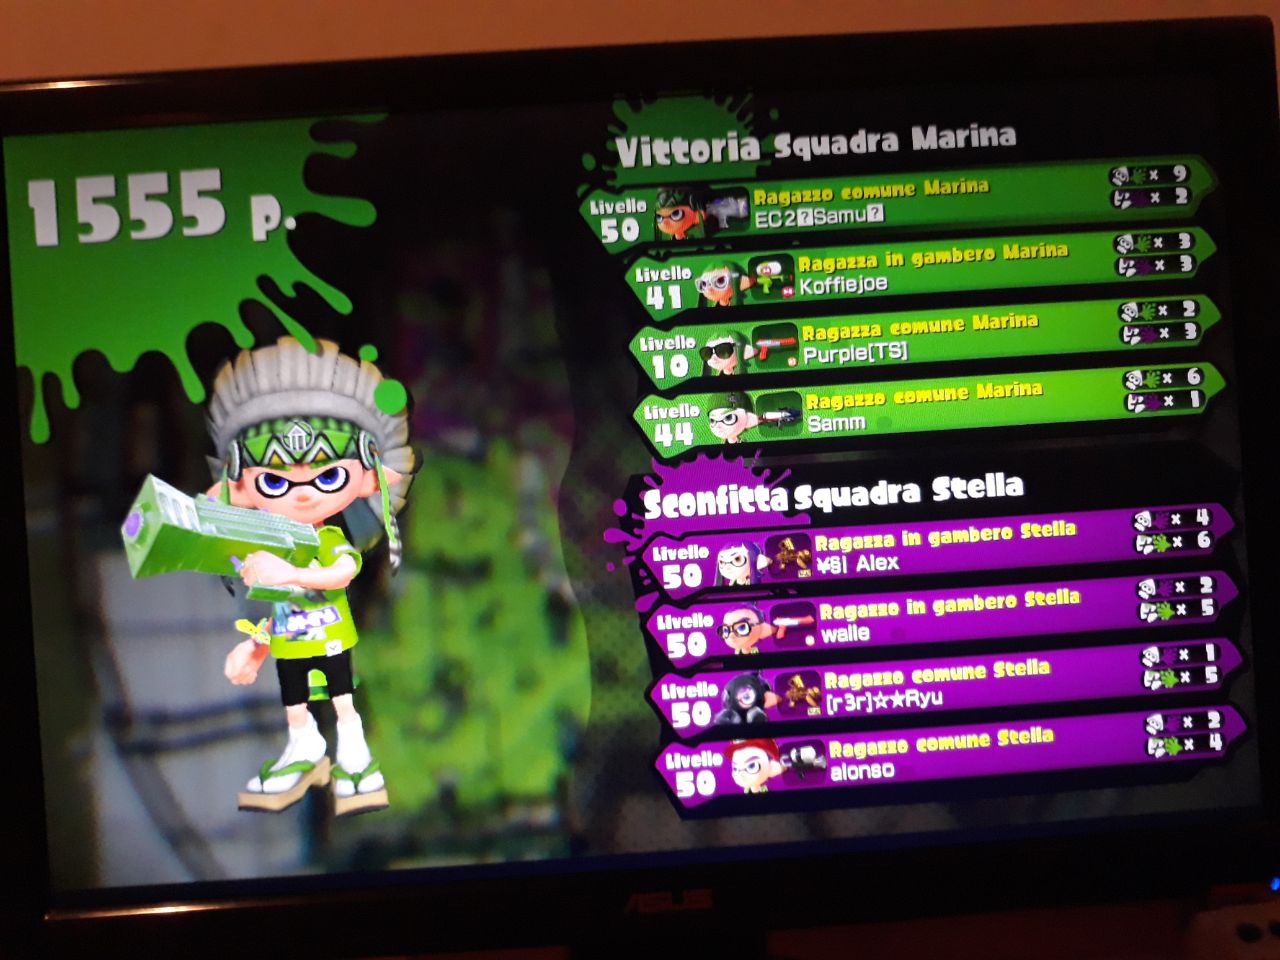 1555 p.
Vittoria Squadra Marina
Livello 50
Ragazzo comune Marina
EC2?Samu?
x 9
x 2
Livello 41
Ragazza in gambero Marina
Koffiejoe
x 3
x 3
Livello 10
Ragazza comune Marina
Purple[TS]
x 2
x 3
Livello 44
Ragazzo comune Marina
Samm
x 6
x 1
Sconfitta Squadra Stella
Livello 50
Ragazza in gambero Stella
¥§| Alex
x 4
x 6
Livello 50
Ragazzo in gambero Stella
walle
x 2
x 5
Livello 50
Ragazzo comune Stella
[r3r]☆★Ryu
x 1
x 5
Livello 50
Ragazzo comune Stella
alonso
x 2
x 4
ASUS